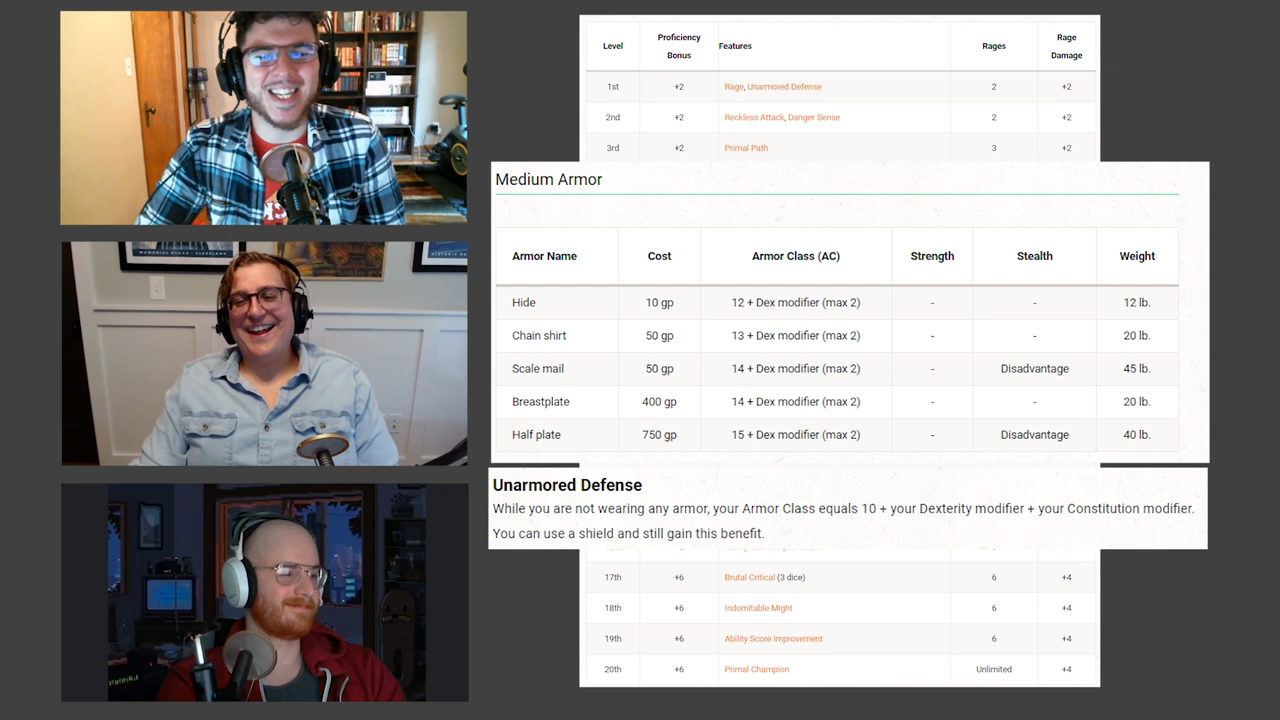 Level Proficiency Bonus Features Rages Rage Damage
1st +2 Rage, Unarmored Defense 2 +2
2nd +2 Reckless Attack, Danger Sense 2 +2
3rd +2 Primal Path 3 +2
Medium Armor
Armor Name Cost Armor Class (AC) Strength Stealth Weight
Hide 10 gp 12 + Dex modifier (max 2) - - 12 lb.
Chain shirt 50 gp 13 + Dex modifier (max 2) - - 20 lb.
Scale mail 50 gp 14 + Dex modifier (max 2) - Disadvantage 45 lb.
Breastplate 400 gp 14 + Dex modifier (max 2) - - 20 lb.
Half plate 750 gp 15 + Dex modifier (max 2) - Disadvantage 40 lb.
Unarmored Defense
While you are not wearing any armor, your Armor Class equals 10 + your Dexterity modifier + your Constitution modifier.
You can use a shield and still gain this benefit.
17th +6 Brutal Critical (3 dice) 6 +4
18th +6 Indomitable Might 6 +4
19th +6 Ability Score Improvement 6 +4
20th +6 Primal Champion Unlimited +4